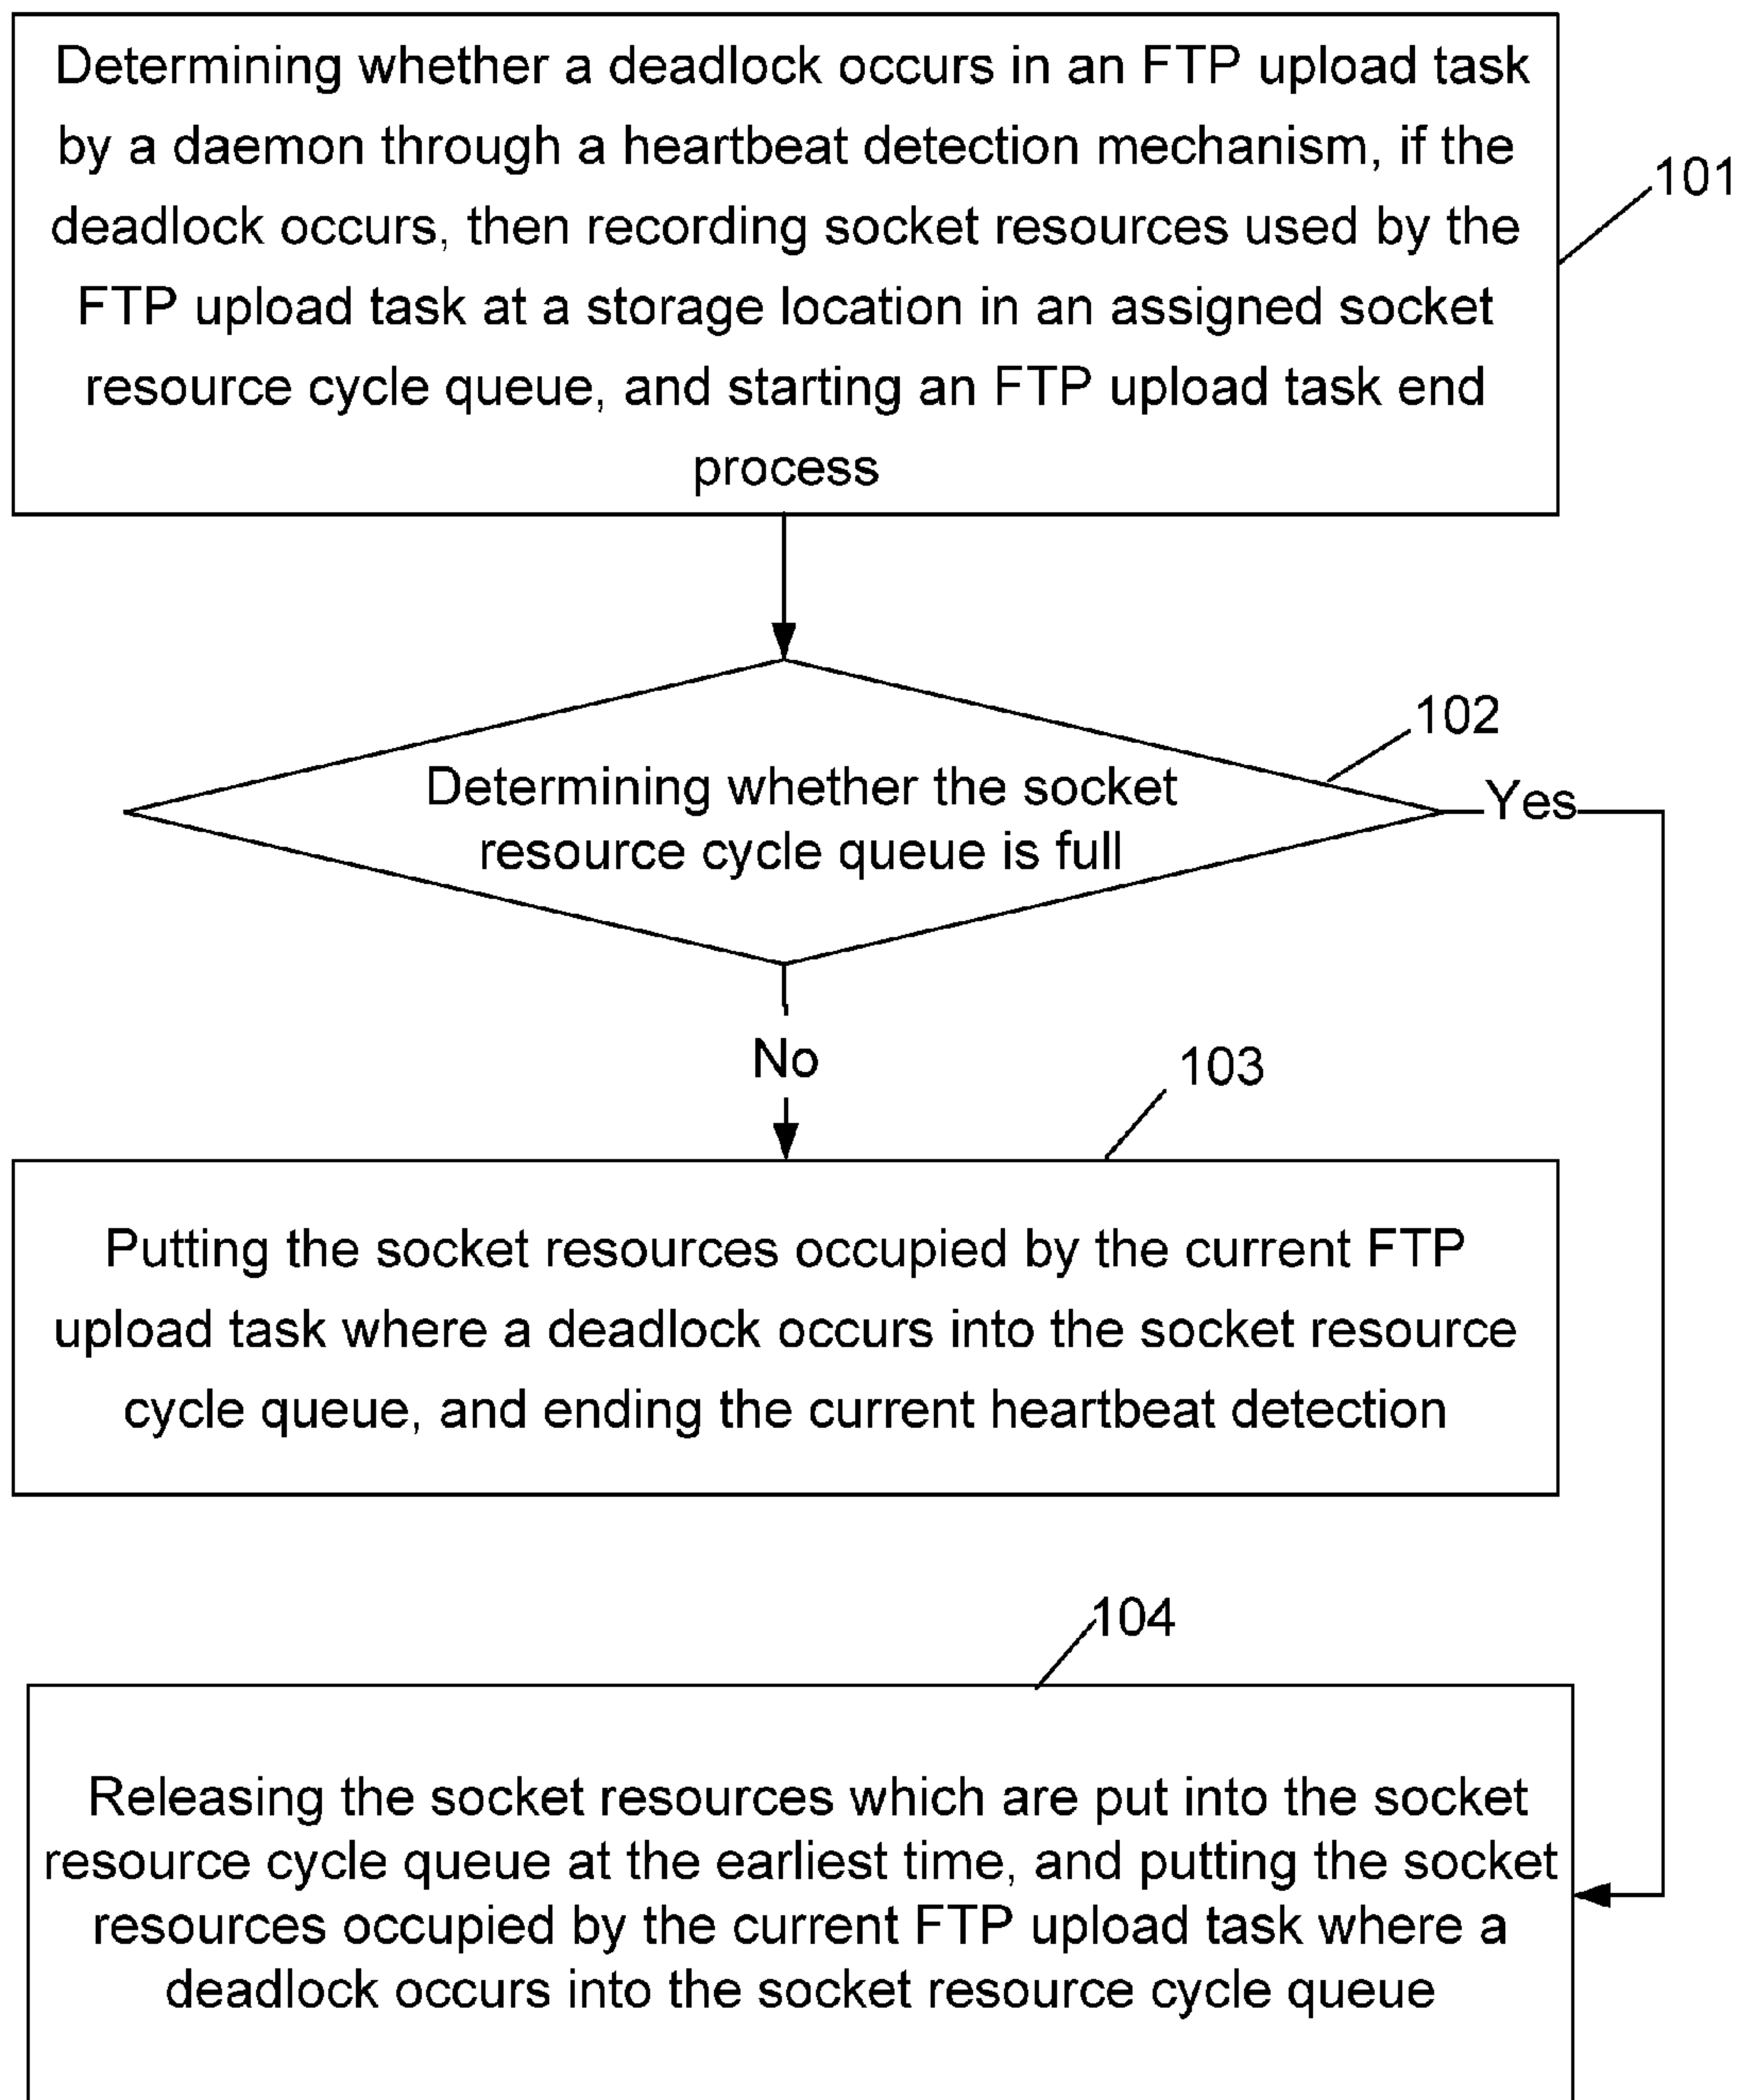 Determining whether a deadlock occurs in an FTP upload task
by a daemon through a heartbeat detection mechanism, if the
deadlock occurs, then recording socket resources used by the
FTP upload task at a storage location in an assigned socket
resource cycle queue, and starting an FTP upload task end
process
101
102
Determining whether the socket
resource cycle queue is full
Yes
No
103
Putting the socket resources occupied by the current FTP
upload task where a deadlock occurs into the socket resource
cycle queue, and ending the current heartbeat detection
104
Releasing the socket resources which are put into the socket
resource cycle queue at the earliest time, and putting the socket
resources occupied by the current FTP upload task where a
deadlock occurs into the socket resource cycle queue